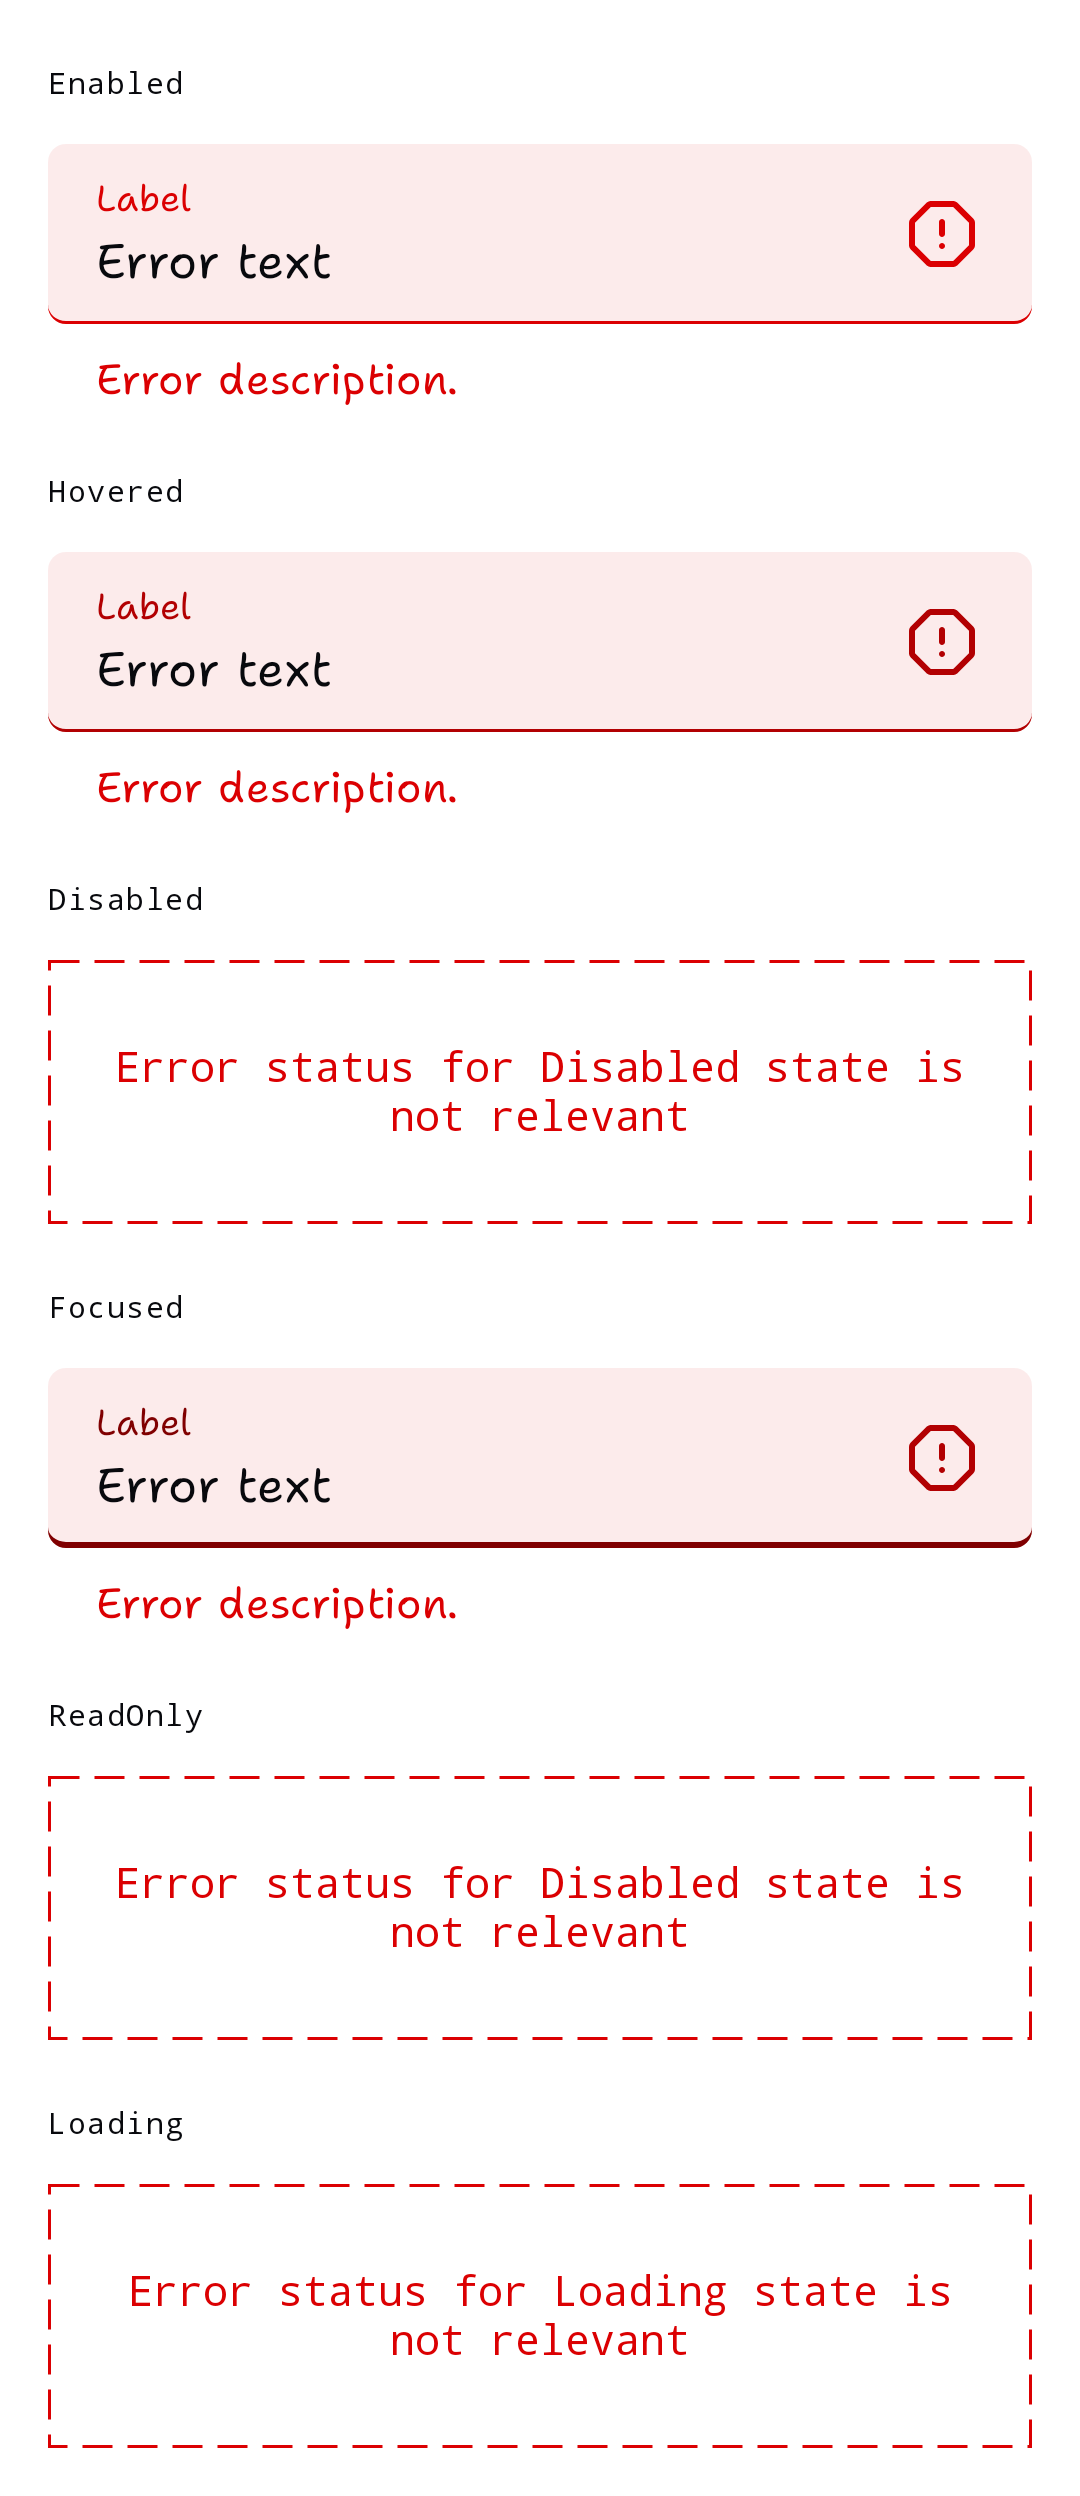 Enabled
Label
Error text
Error description.
Hovered
Label
Error text
Error description.
Disabled
Error status for Disabled state is
not relevant
Focused
Label
Error text
Error description.
ReadOnly
Error status for Disabled state is
not relevant
Loading
Error status for Loading state is
not relevant